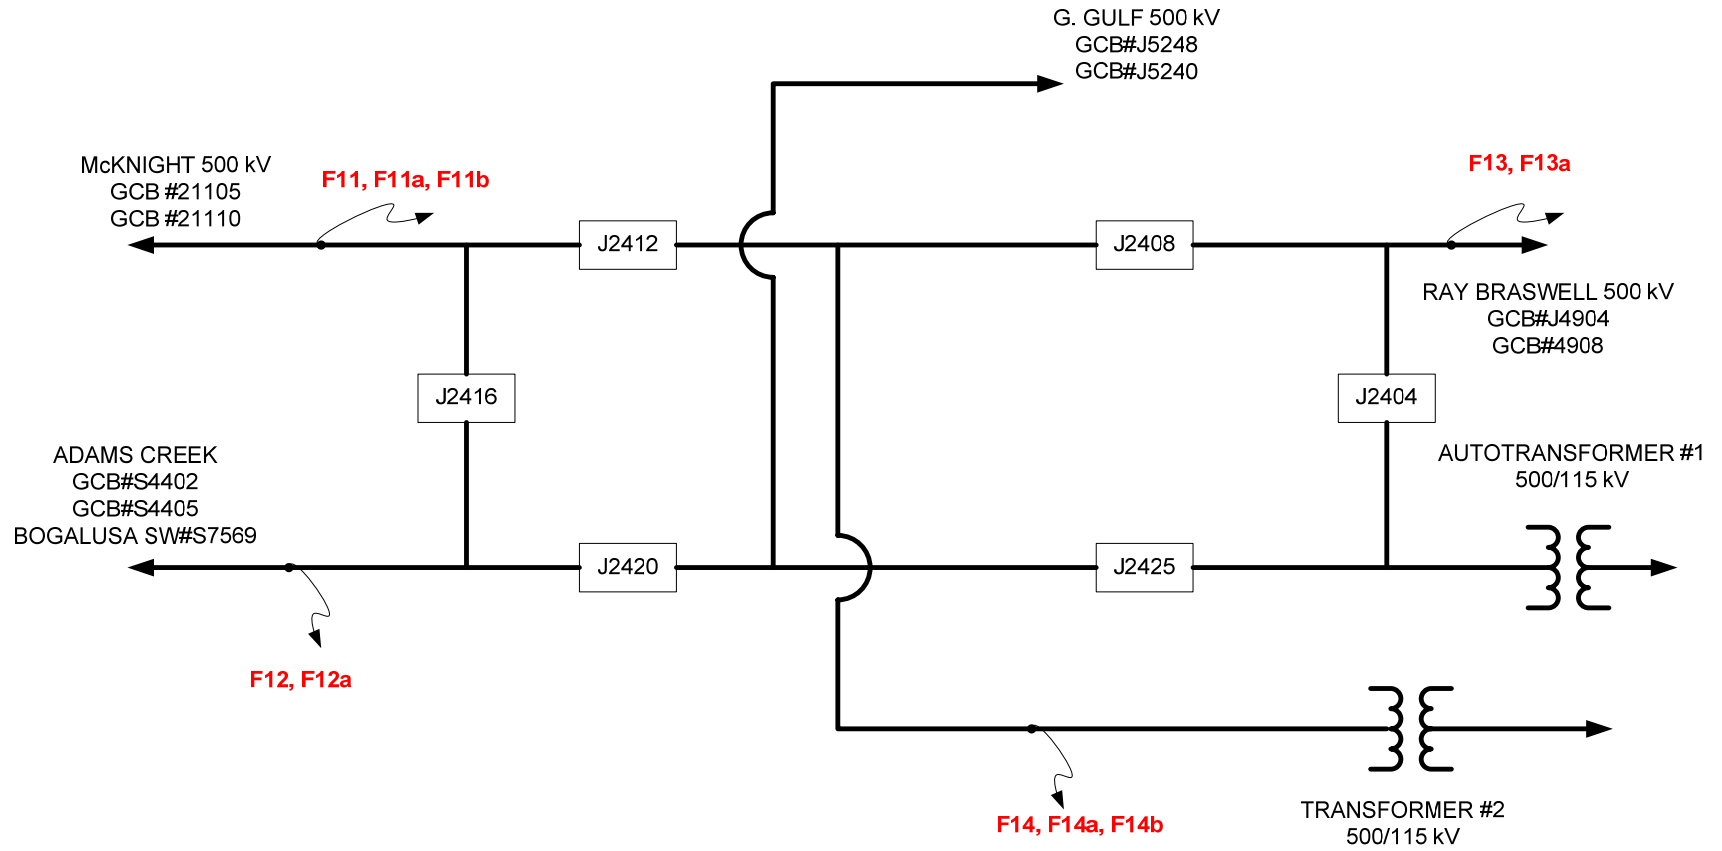 G. GULF 500 kV
GCB#J5248
GCB#J5240
McKNIGHT 500 kV
GCB #21105
GCB #21110
F11, F11a, F11b
F13, F13a
J2412
J2408
RAY BRASWELL 500 kV
GCB#J4904
GCB#4908
J2416
J2404
ADAMS CREEK
GCB#S4402
GCB#S4405
BOGALUSA SW#S7569
AUTOTRANSFORMER #1
500/115 kV
J2420
J2425
F12, F12a
F14, F14a, F14b
TRANSFORMER #2
500/115 kV